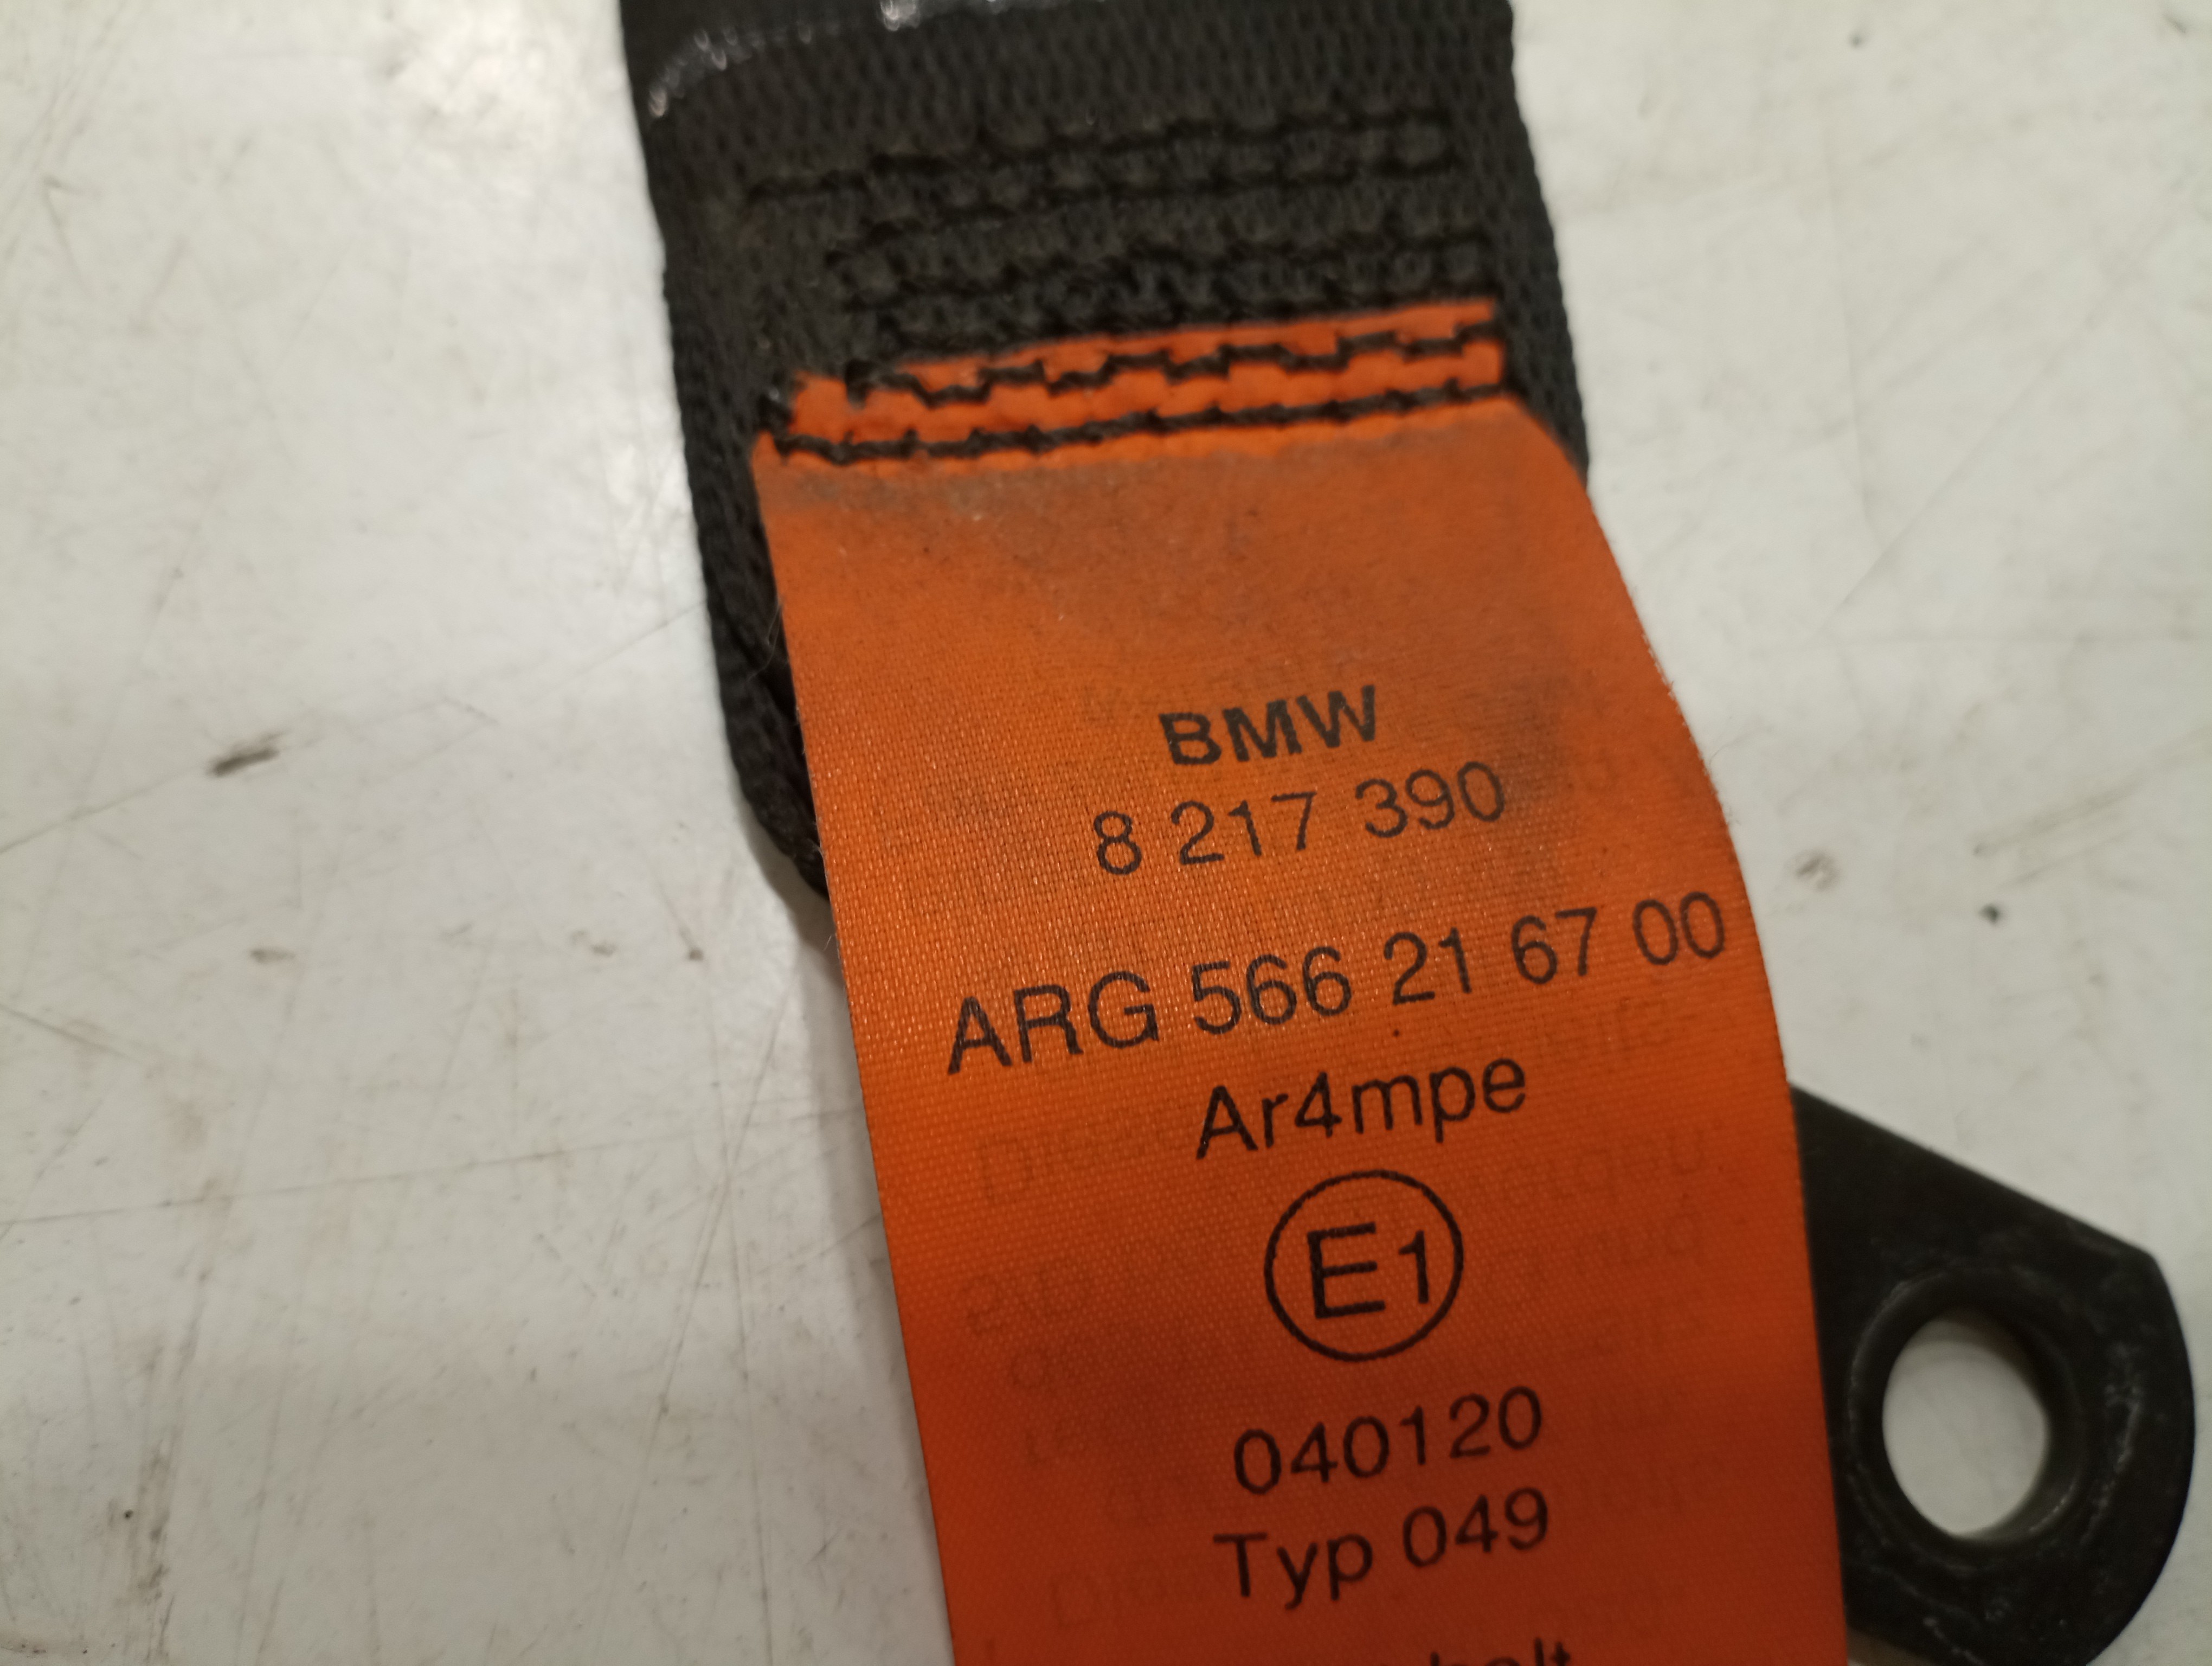 BMW
8 217 390
ARG 566 21 67 00
Ar4mpe
E1
040120
Typ 049